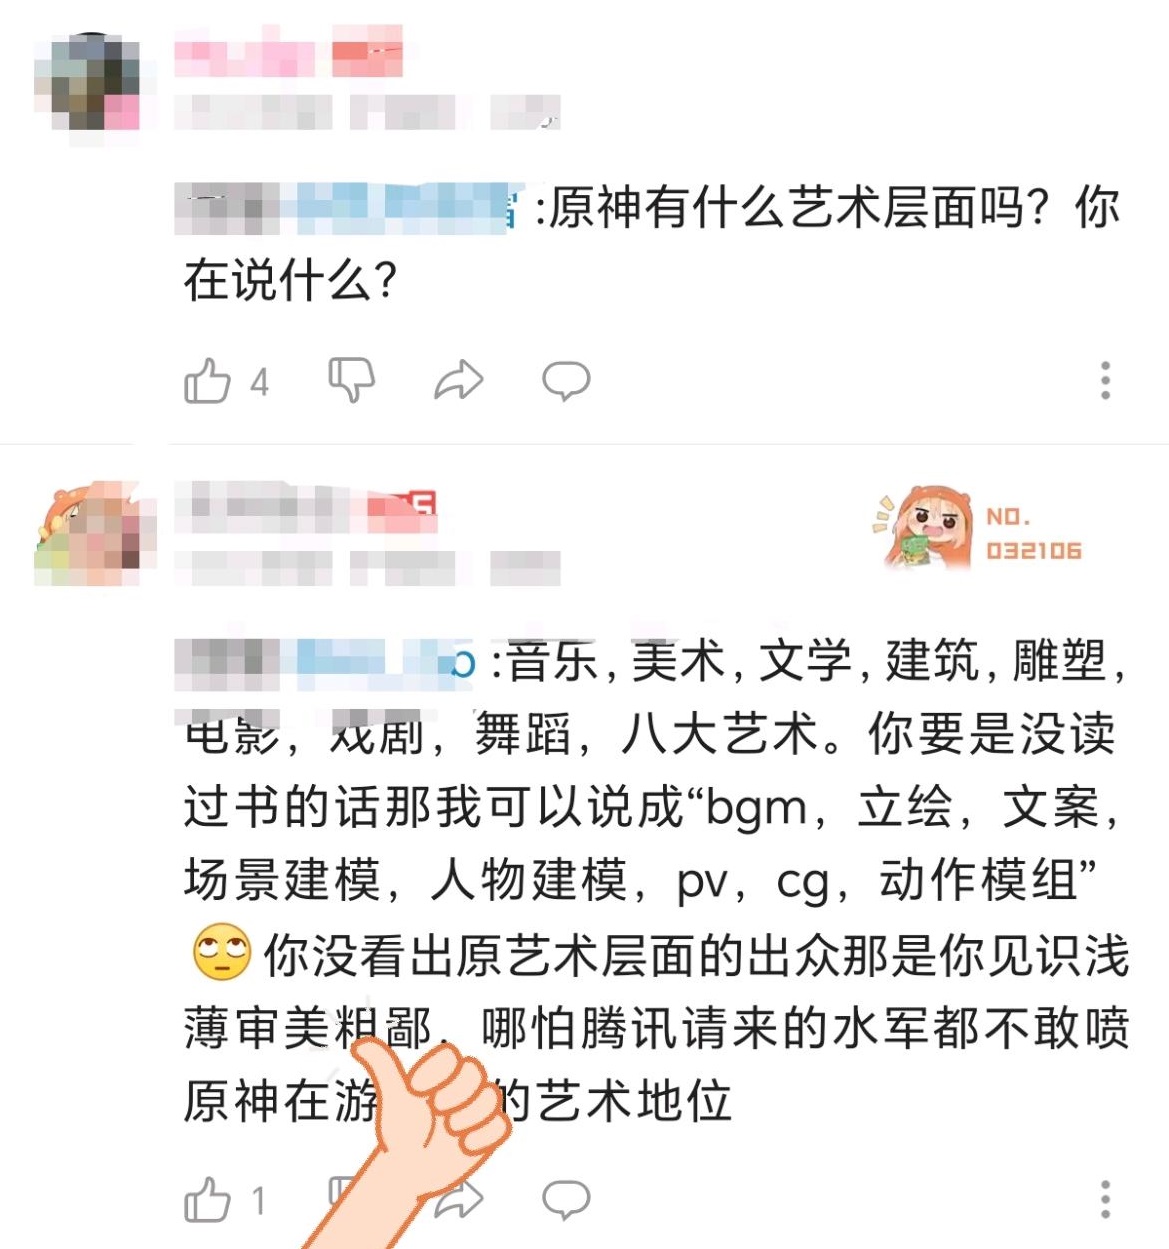 :原神有什么艺术层面吗？你
在说什么？
4
5
NO.
032106
:音乐，美术，文学，建筑，雕塑，
电影，戏剧，舞蹈，八大艺术。你要是没读
过书的话那我可以说成“bgm，立绘，文案，
场景建模，人物建模，pv，cg，动作模组”
你没看出原艺术层面的出众那是你见识浅
薄审美粗鄙，哪怕腾讯请来的水军都不敢喷
原神在游 的艺术地位
1